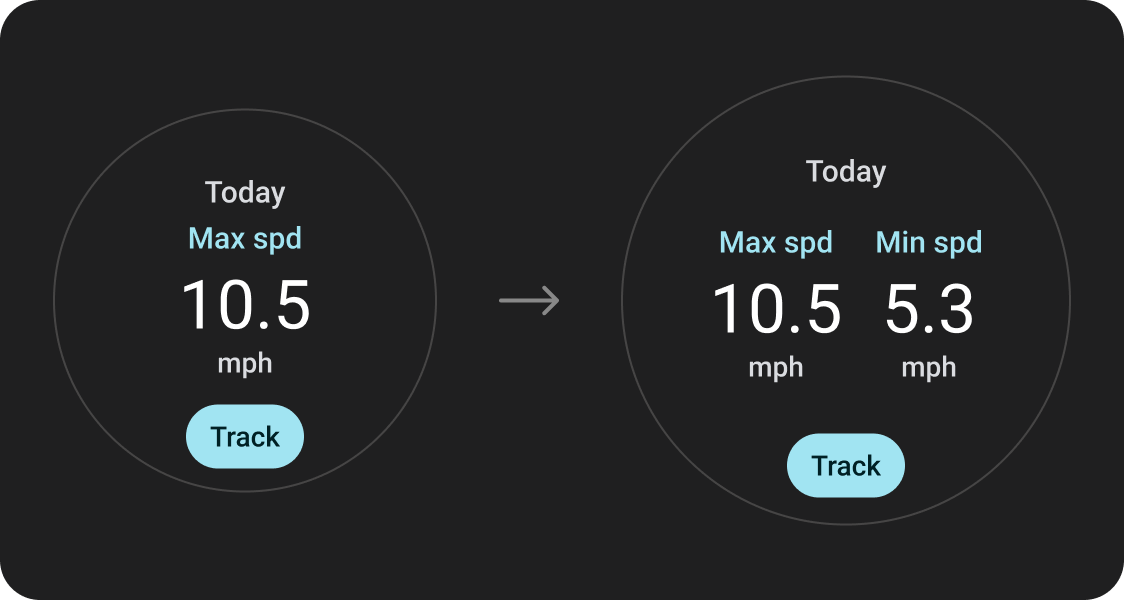 Today
Max spd
10.5
mph
Track
Today
Max spd Min spd
10.5 5.3
mph mph
Track